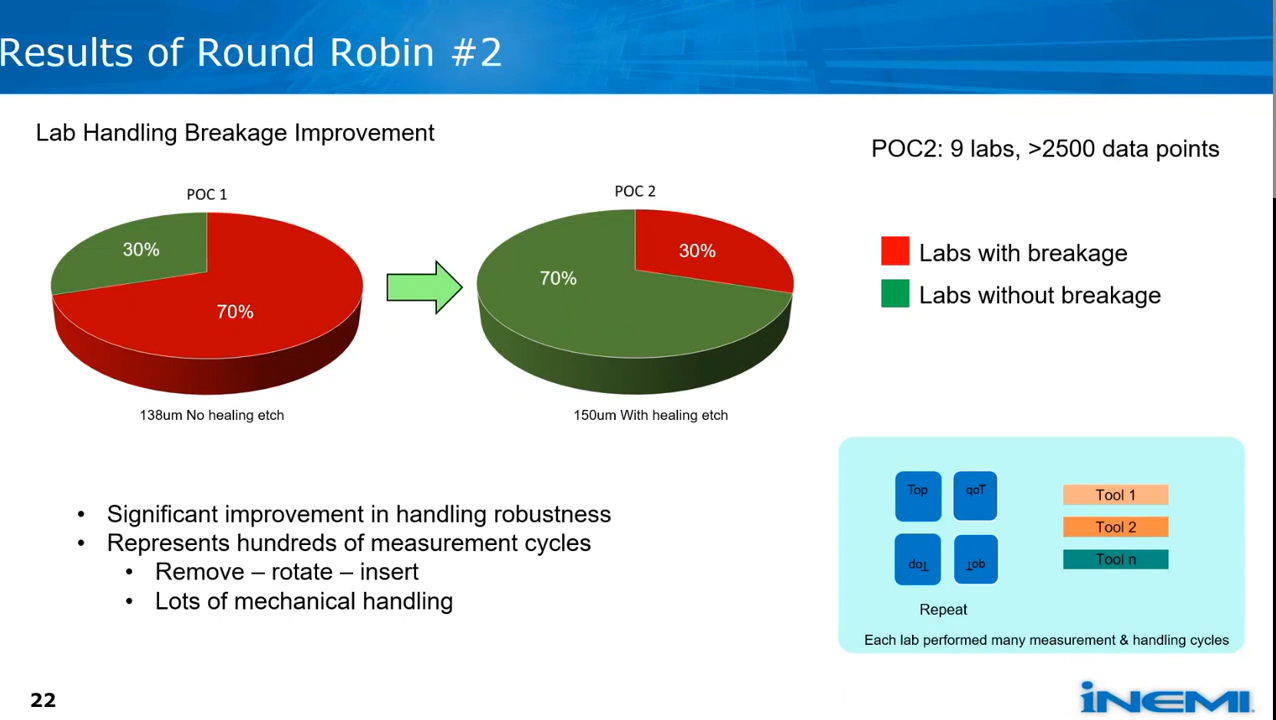 Results of Round Robin #2
Lab Handling Breakage Improvement
POC2: 9 labs, >2500 data points
POC 1
30%
70%
138um No healing etch
POC 2
30%
70%
150um With healing etch
Labs with breakage
Labs without breakage
• Significant improvement in handling robustness
• Represents hundreds of measurement cycles
• Remove – rotate – insert
• Lots of mechanical handling
Top
Top
Top
Top
Repeat
Tool 1
Tool 2
Tool n
Each lab performed many measurement & handling cycles
22
iNEMI